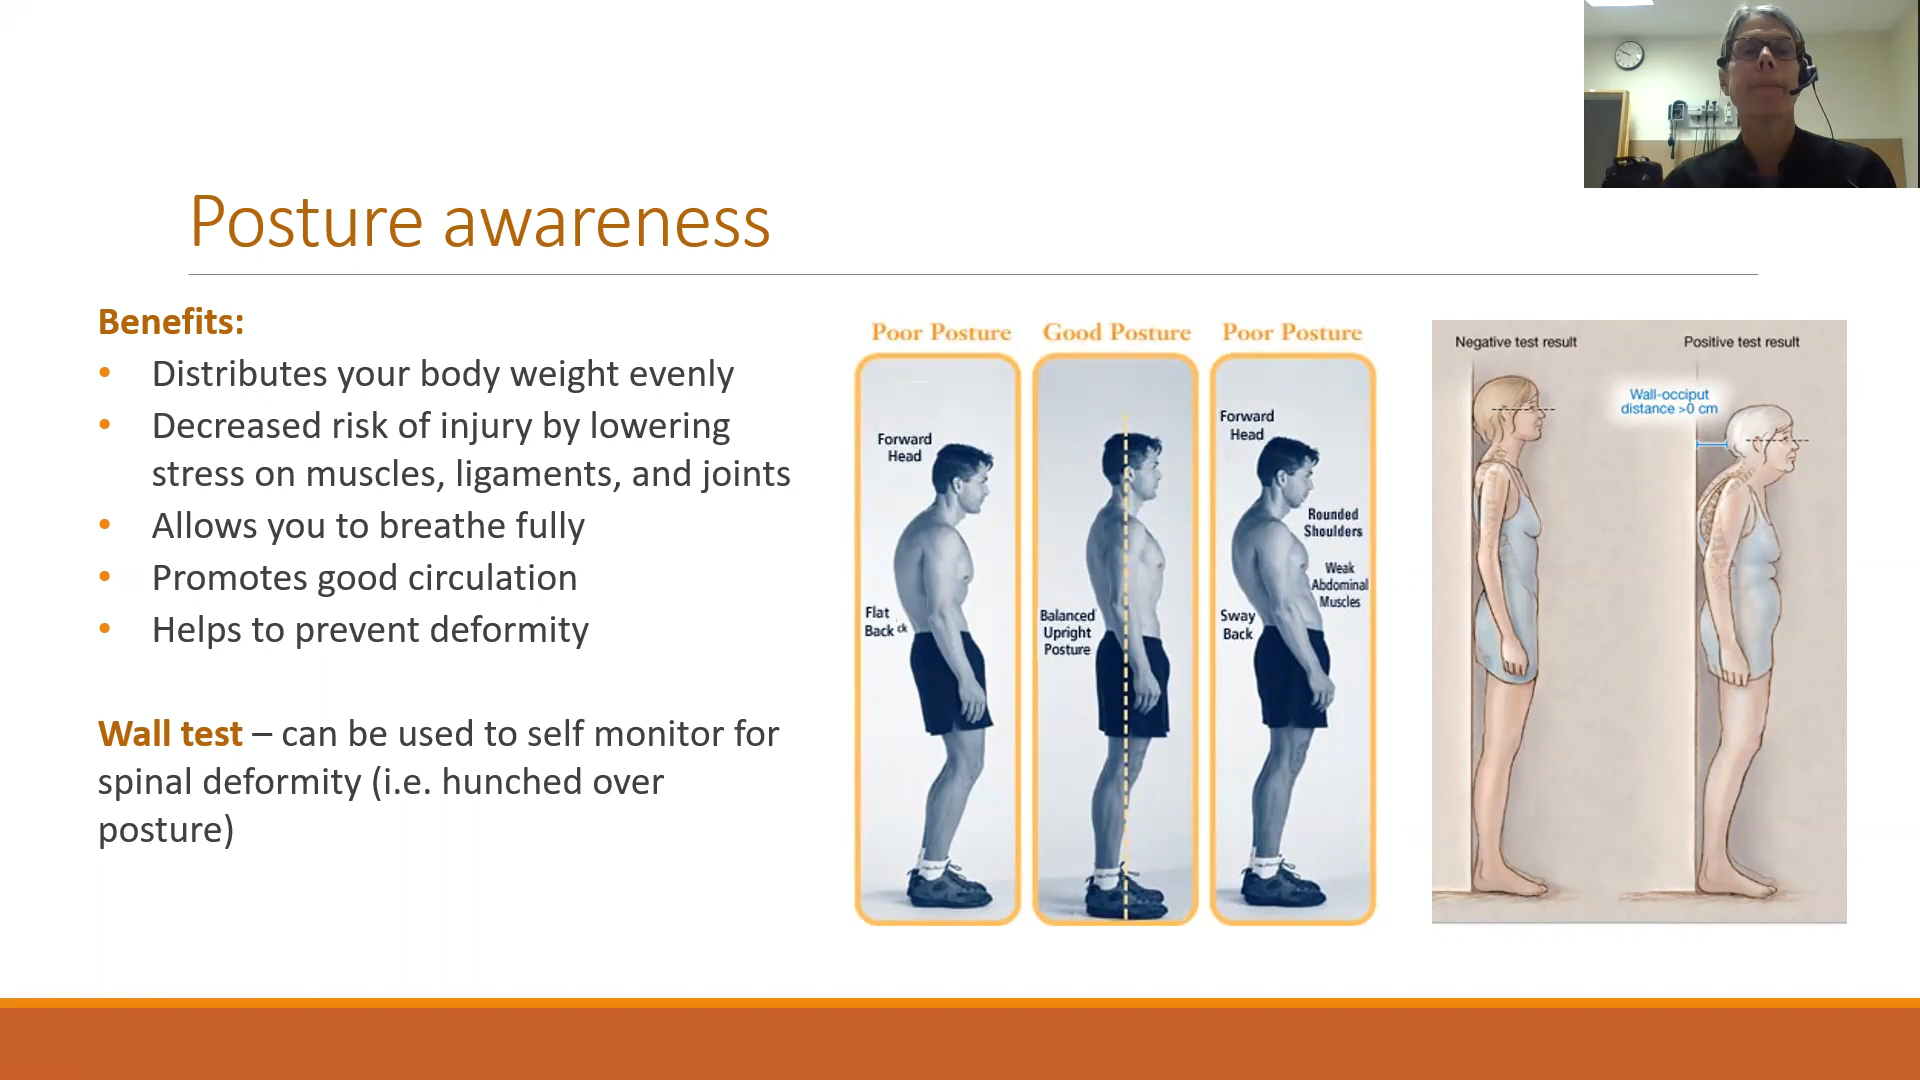 Posture awareness
Benefits:
• Distributes your body weight evenly
• Decreased risk of injury by lowering
stress on muscles, ligaments, and joints
• Allows you to breathe fully
• Promotes good circulation
• Helps to prevent deformity
Wall test – can be used to self monitor for
spinal deformity (i.e. hunched over
posture)
Poor Posture
Forward
Head
Flat
Back ck
Good Posture
Balanced
Upright
Posture
Poor Posture
Forward
Head
Rounded
Shoulders
Weak
Abdominal
Muscles
Sway
Back
Negative test result
Positive test result
Wall-occiput
distance >0 cm